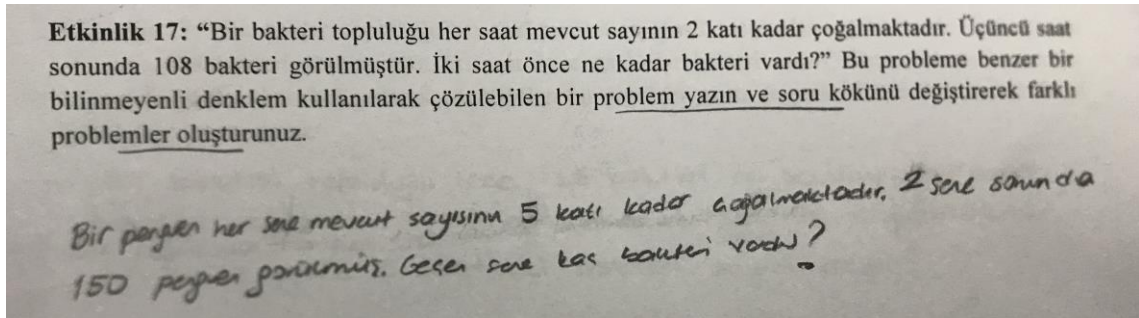 Etkinlik 17: “Bir bakteri topluluğu her saat mevcut sayının 2 katı kadar çoğalmaktadır. Üçüncü saat
sonunda 108 bakteri görülmüştür. İki saat önce ne kadar bakteri vardı?” Bu probleme benzer bir
bilinmeyenli denklem kullanılarak çözülebilen bir problem yazın ve soru kökünü değiştirerek farklı
problemler oluşturunuz.
Bir penguen her sene mevcut sayısının 5 katı kadar çoğalmaktadır. 2 sene sonunda
150 penguen görülmüş. Geçen sene kaç bakteri vardı?